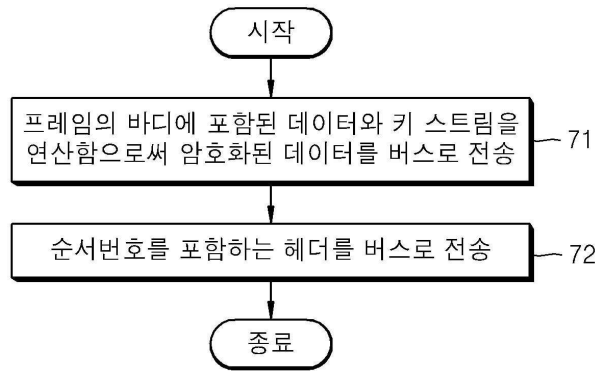 시작
프레임의 바디에 포함된 데이터와 키 스트림을
연산함으로써 암호화된 데이터를 버스로 전송
71
순서번호를 포함하는 헤더를 버스로 전송
72
종료